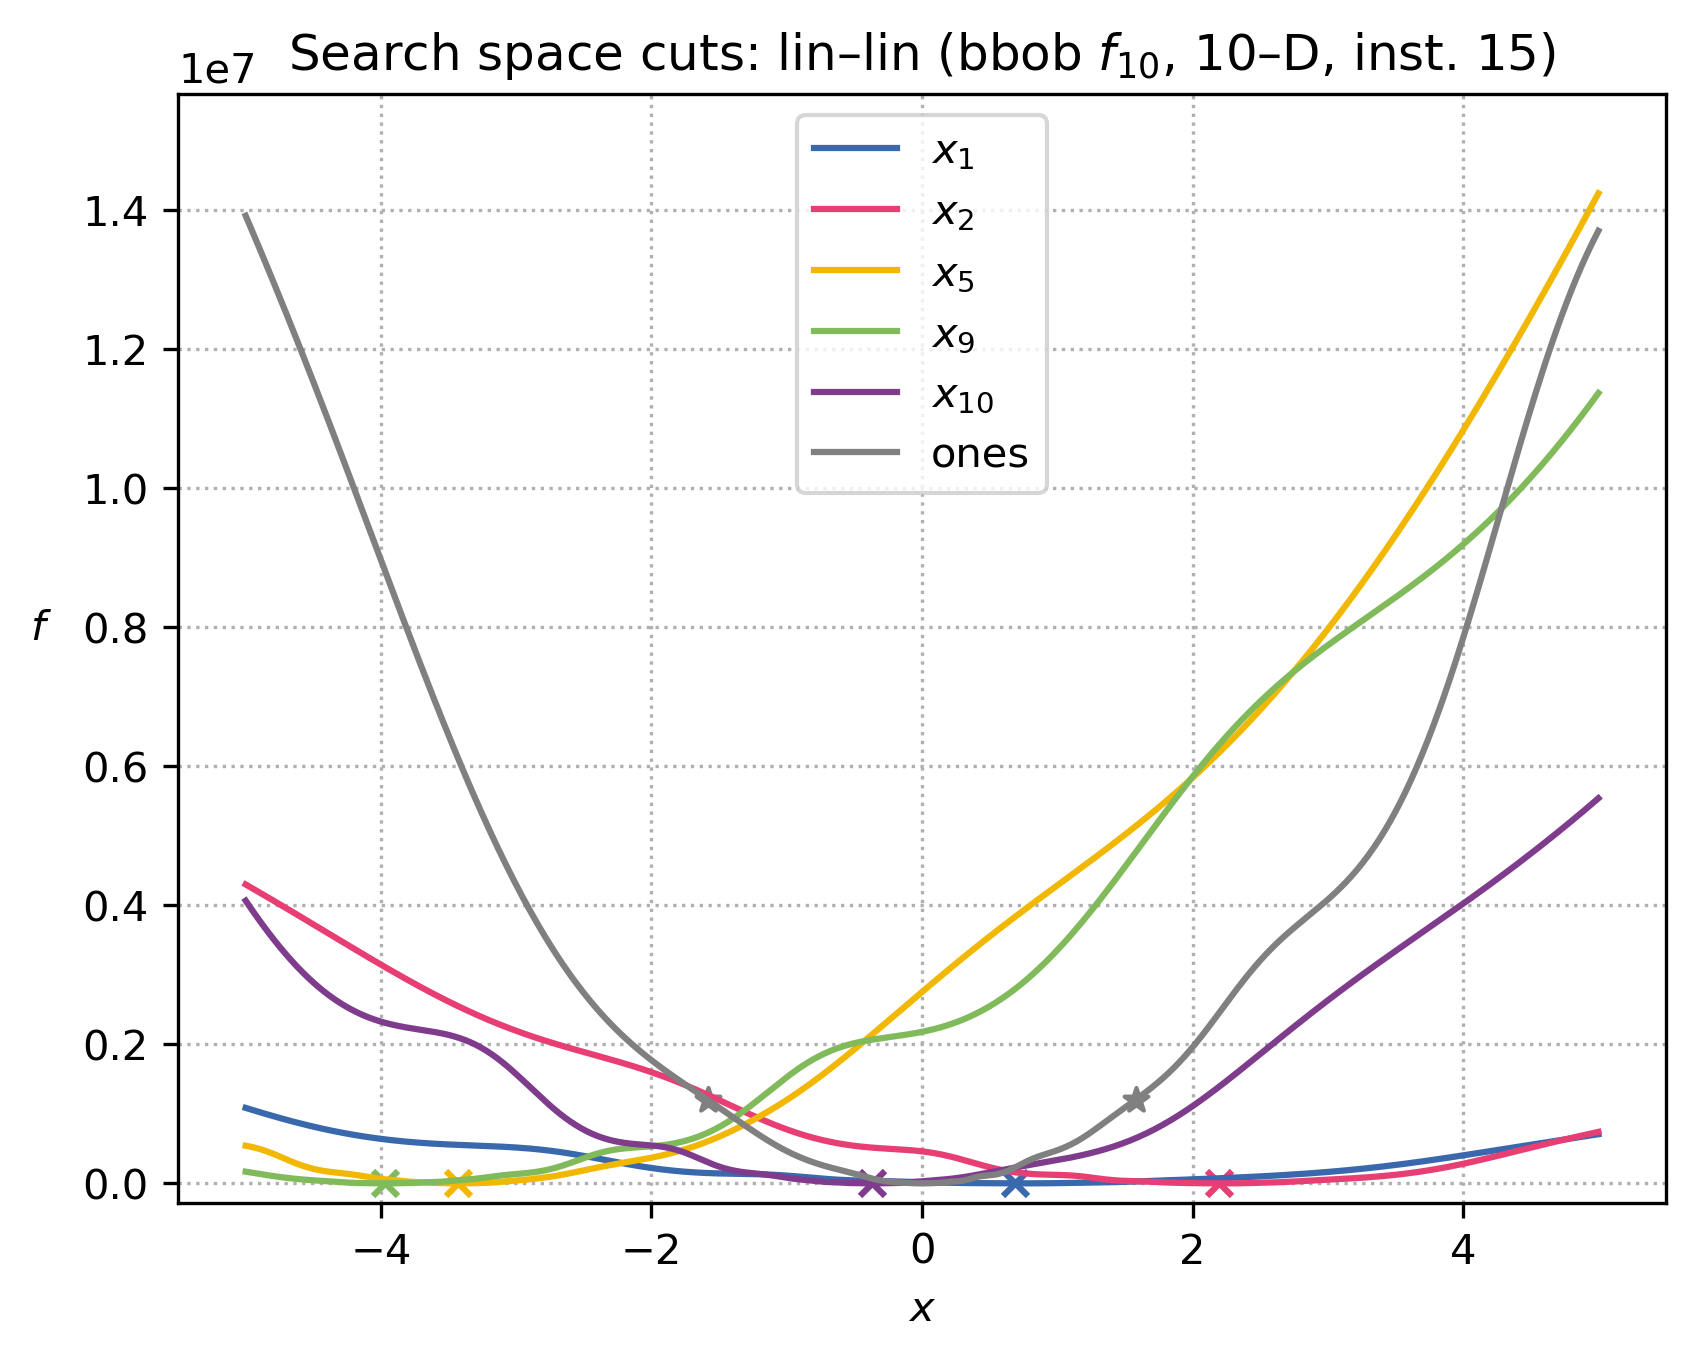 Search space cuts: lin–lin (bbob f10, 10–D, inst. 15)
1e7
x1
x2
x5
x9
x10
ones
1.4
1.2
1.0
0.8
0.6
0.4
0.2
0.0
f
−4 −2 0 2 4
x